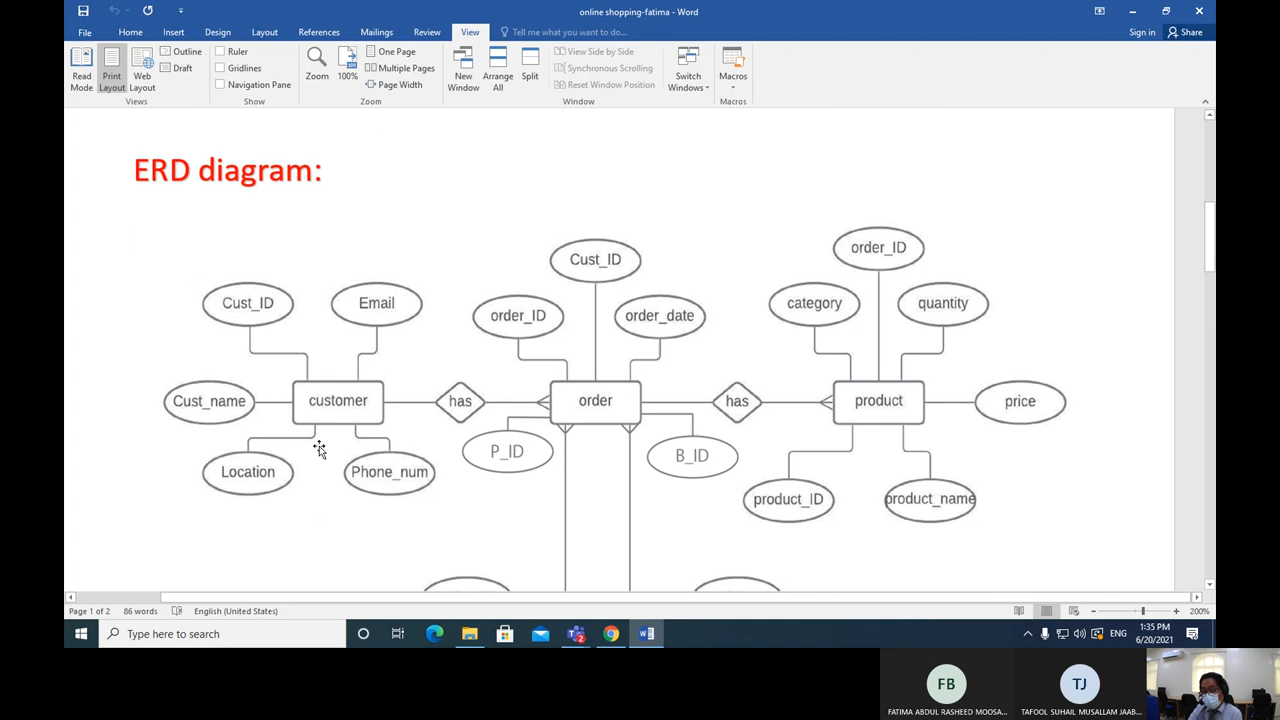 online shopping-fatima - Word
File Home Insert Design Layout References Mailings Review View Tell me what you want to do... Sign in Share
Read Mode
Print Layout
Web Layout
Outline
Draft
Views
Ruler
Gridlines
Navigation Pane
Show
Zoom
100%
One Page
Multiple Pages
Page Width
Zoom
New Window
Arrange All
Split
View Side by Side
Synchronous Scrolling
Reset Window Position
Window
Switch Windows
Macros
Macros
ERD diagram:
order_ID
Cust_ID
Cust_ID
Email
order_ID
order_date
category
quantity
Cust_name
customer
has
order
has
product
price
P_ID
B_ID
Location
Phone_num
product_ID
product_name
Page 1 of 2 86 words English (United States) 200%
Type here to search
2
ENG
1:35 PM
6/20/2021
FB
FATIMA ABDUL RASHEED MOOSA...
TJ
TAFOOL SUHAIL MUSALLAM JAAB...